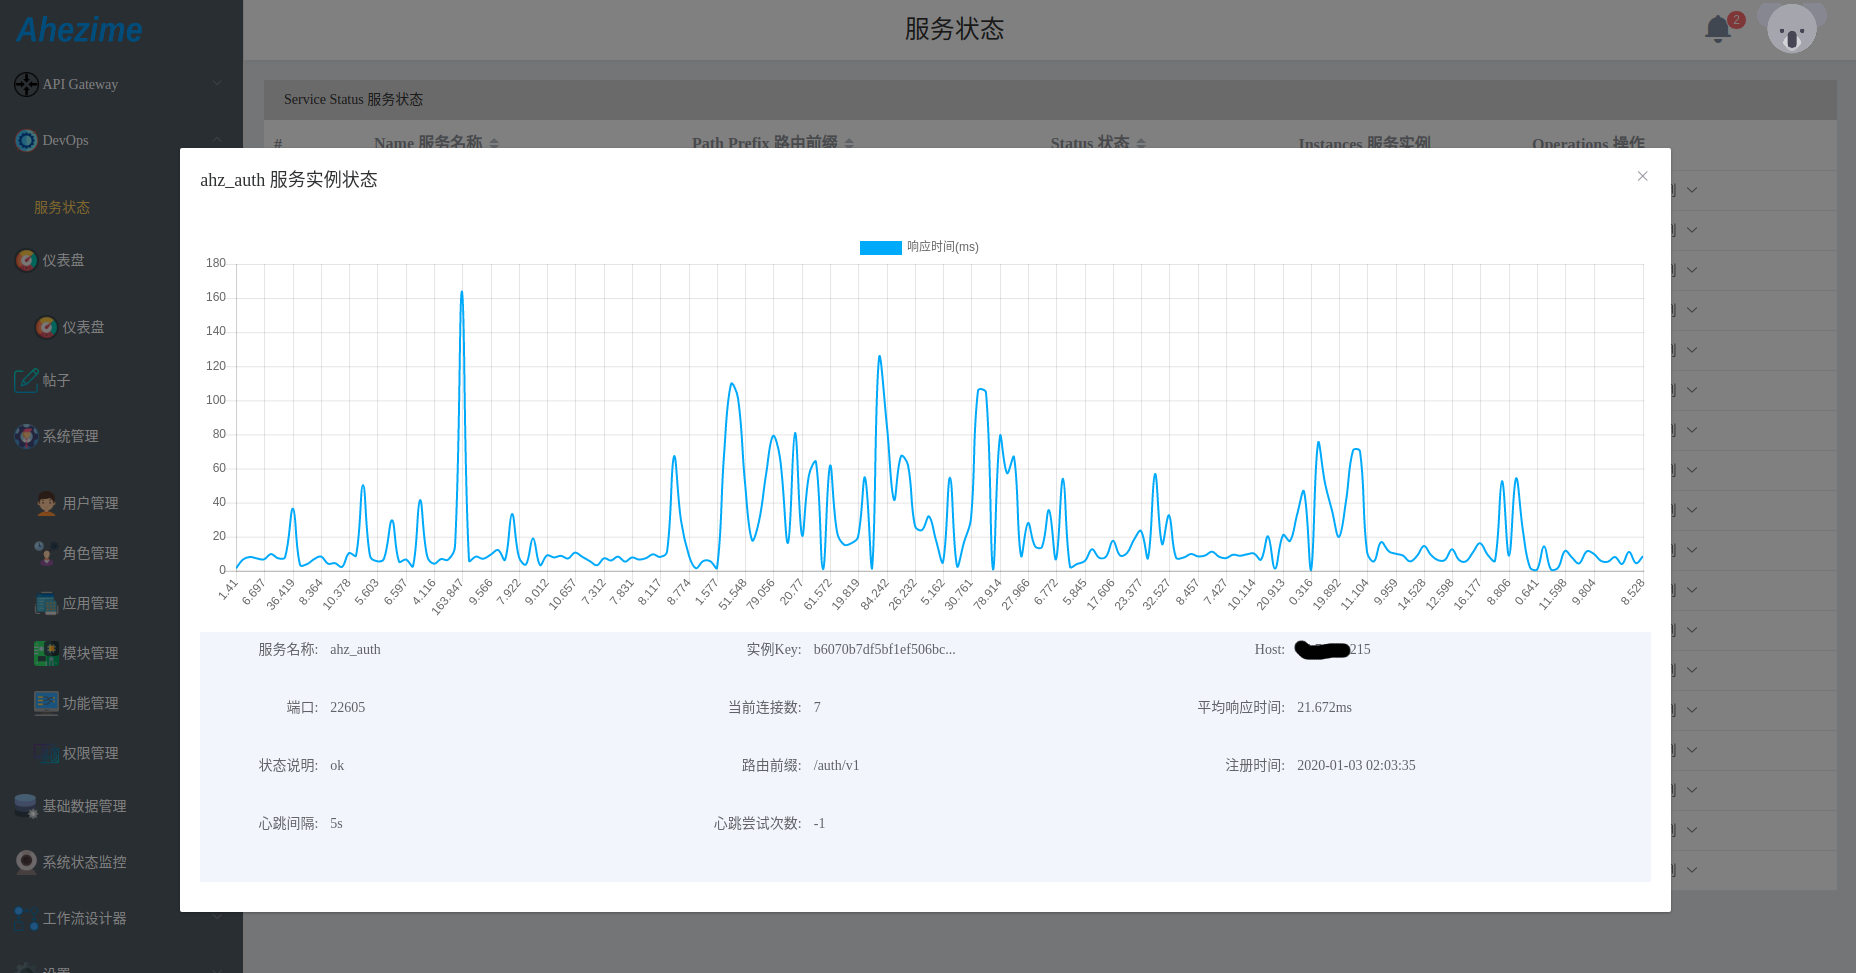 Ahezime
服务状态
2
API Gateway
DevOps
服务状态
仪表盘
仪表盘
帖子
系统管理
用户管理
角色管理
应用管理
模块管理
功能管理
权限管理
基础数据管理
系统状态监控
工作流设计器
设置
Service Status 服务状态
# Name 服务名称 Path Prefix 路由前缀 Status 状态 Instances 服务实例 Operations 操作
ahz_auth 服务实例状态
响应时间(ms)
180
160
140
120
100
80
60
40
20
0
1.41 6.697 36.419 8.364 10.378 5.603 6.597 4.116 163.847 9.566 7.922 9.012 10.657 7.312 7.831 8.117 8.774 1.577 51.548 79.056 20.77 61.572 19.819 84.242 26.232 5.162 30.761 78.914 27.966 6.772 5.845 17.606 23.377 32.527 8.457 7.427 10.114 20.913 0.316 19.892 11.104 9.959 14.528 12.598 16.177 8.806 0.641 11.598 9.804 8.528
服务名称: ahz_auth 实例Key: b6070b7df5bf1ef506bc... Host: 215
端口: 22605 当前连接数: 7 平均响应时间: 21.672ms
状态说明: ok 路由前缀: /auth/v1 注册时间: 2020-01-03 02:03:35
心跳间隔: 5s 心跳尝试次数: -1